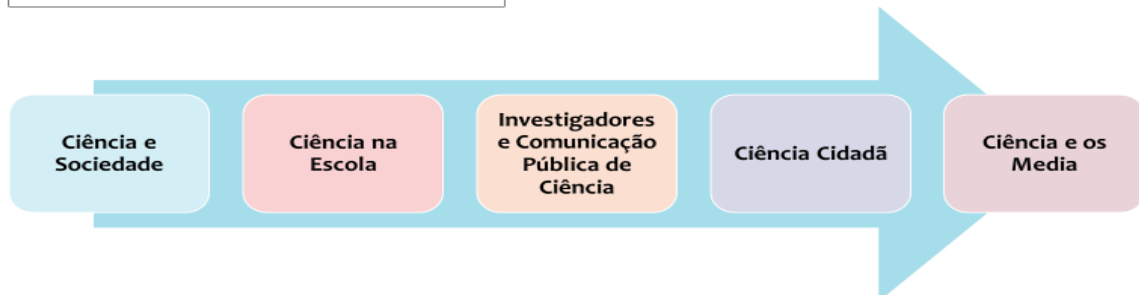 Ciência e
Sociedade
Ciência na
Escola
Investigadores
e Comunicação
Pública de
Ciência
Ciência Cidadã
Ciência e os
Media